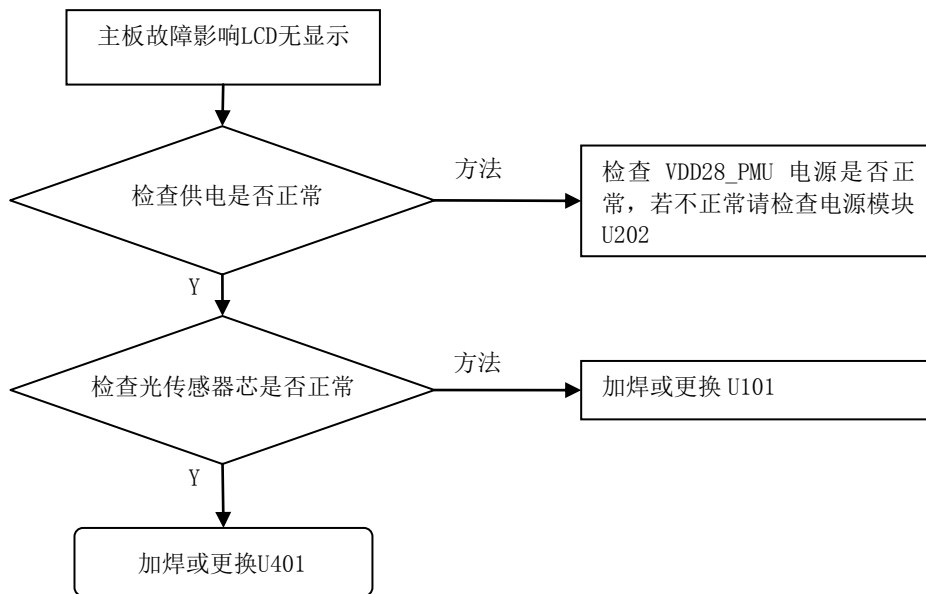 主板故障影响LCD无显示
检查供电是否正常
方法
检查 VDD28_PMU 电源是否正
常，若不正常请检查电源模块
U202
Y
检查光传感器芯是否正常
方法
加焊或更换 U101
Y
加焊或更换U401